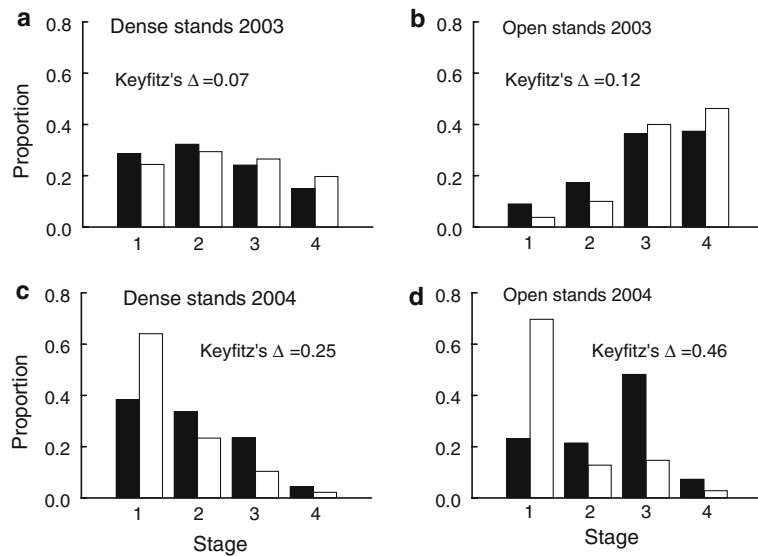 a
Dense stands 2003
Keyfitz's Δ =0.07
Proportion
0.8
0.6
0.4
0.2
0.0
1 2 3 4
b
Open stands 2003
Keyfitz's Δ =0.12
0.8
0.6
0.4
0.2
0.0
1 2 3 4
c
Dense stands 2004
Keyfitz's Δ =0.25
Proportion
0.8
0.6
0.4
0.2
0.0
1 2 3 4
Stage
d
Open stands 2004
Keyfitz's Δ =0.46
0.8
0.6
0.4
0.2
0.0
1 2 3 4
Stage